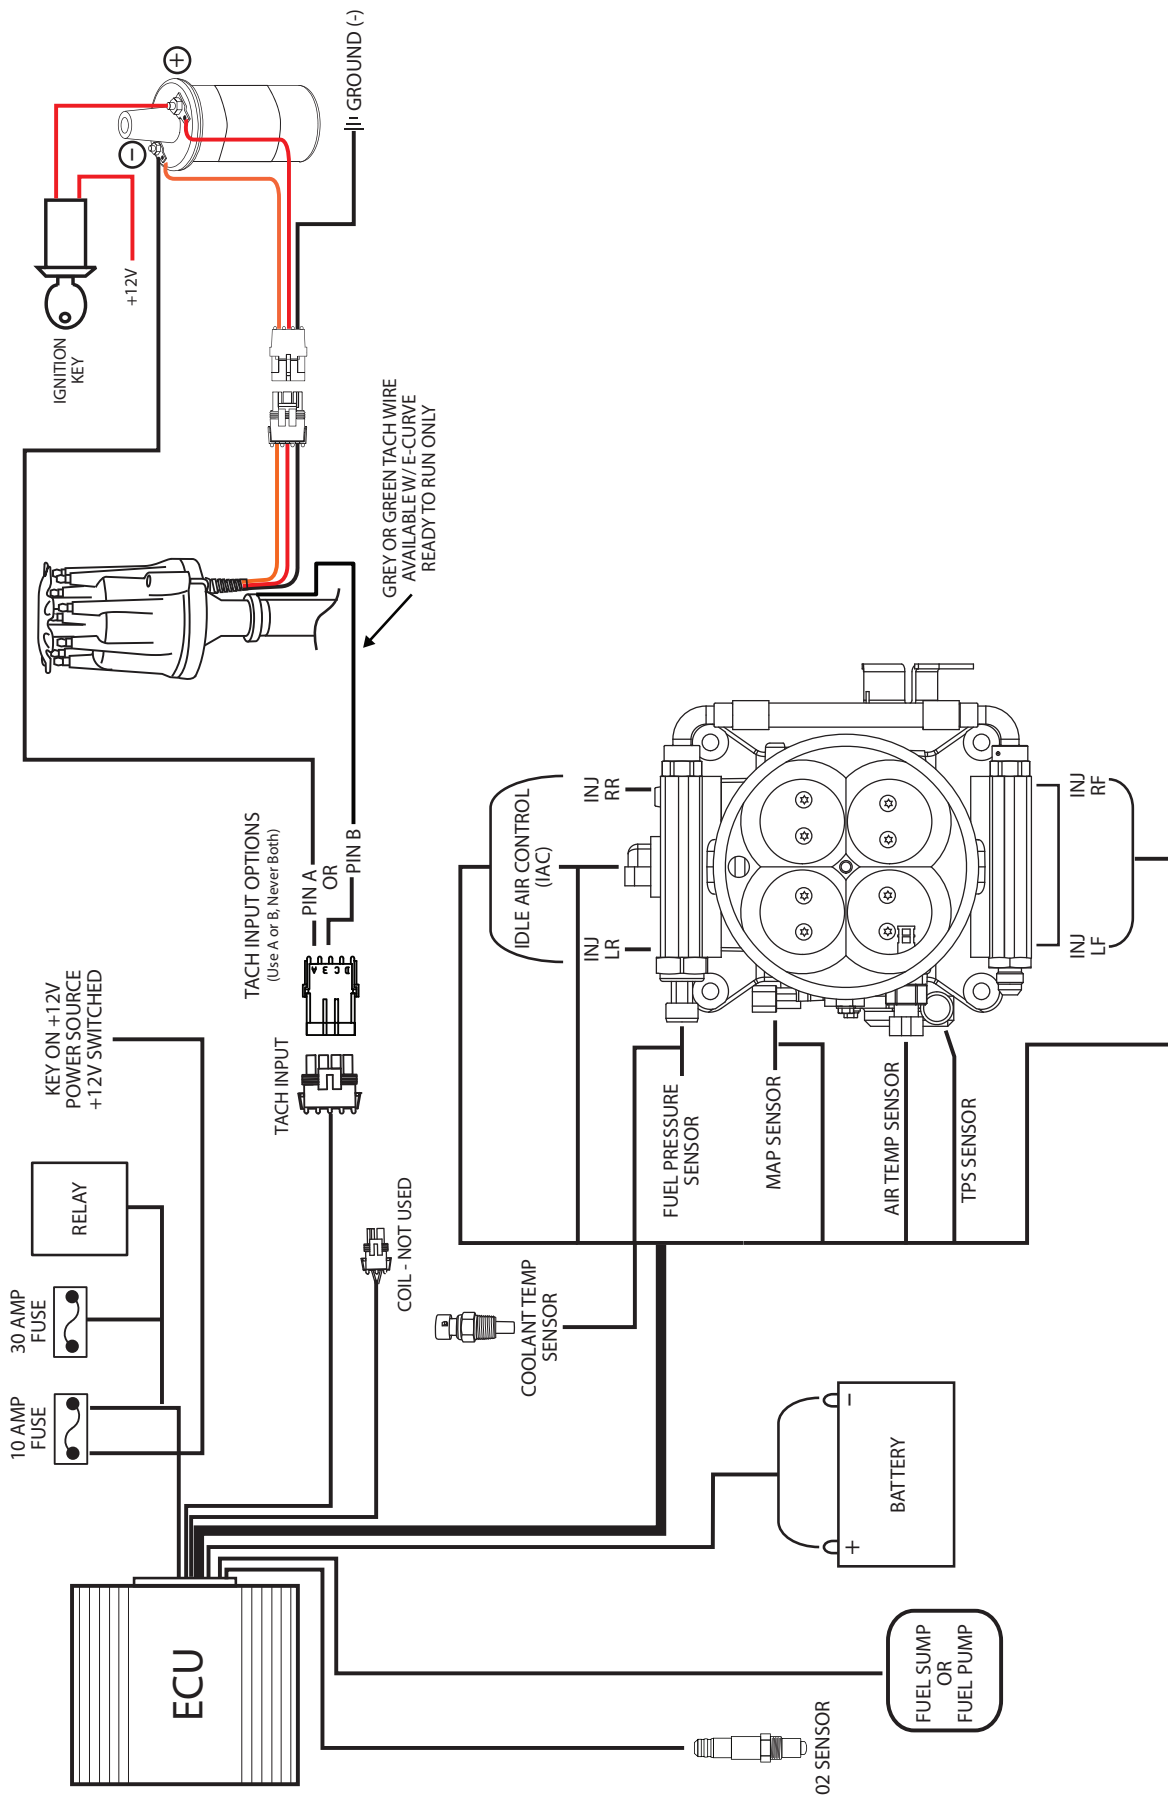 ECU
10 AMP
FUSE
30 AMP
FUSE
RELAY
KEY ON +12V
POWER SOURCE
+12V SWITCHED
TACH INPUT
TACH INPUT OPTIONS
(Use A or B, Never Both)
PIN A
OR
PIN B
IGNITION
KEY
+12V
+
−
GROUND (-)
GREY OR GREEN TACH WIRE
AVAILABLE W/ E-CURVE
READY TO RUN ONLY
COIL - NOT USED
COOLANT TEMP
SENSOR
IDLE AIR CONTROL
(IAC)
INJ
LR
INJ
RR
FUEL PRESSURE
SENSOR
MAP SENSOR
AIR TEMP SENSOR
TPS SENSOR
INJ
LF
INJ
RF
BATTERY
+
−
FUEL SUMP
OR
FUEL PUMP
02 SENSOR